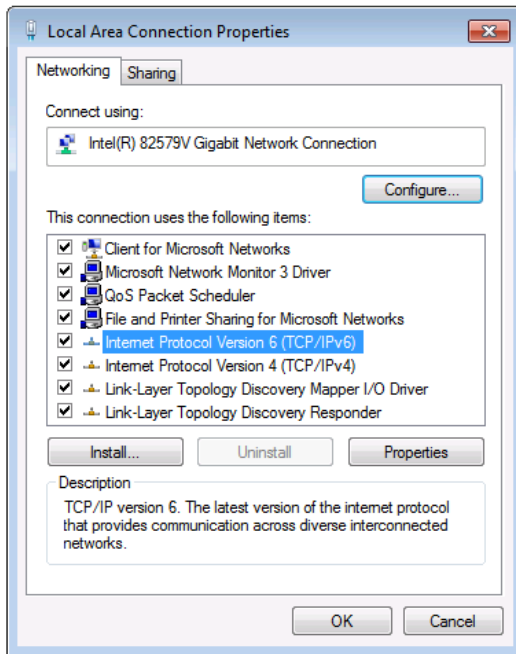 Local Area Connection Properties
Networking
Sharing
Connect using:
Intel(R) 82579V Gigabit Network Connection
Configure...
This connection uses the following items:
Client for Microsoft Networks
Microsoft Network Monitor 3 Driver
QoS Packet Scheduler
File and Printer Sharing for Microsoft Networks
Internet Protocol Version 6 (TCP/IPv6)
Internet Protocol Version 4 (TCP/IPv4)
Link-Layer Topology Discovery Mapper I/O Driver
Link-Layer Topology Discovery Responder
Install...
Uninstall
Properties
Description
TCP/IP version 6. The latest version of the internet protocol
that provides communication across diverse interconnected
networks.
OK
Cancel